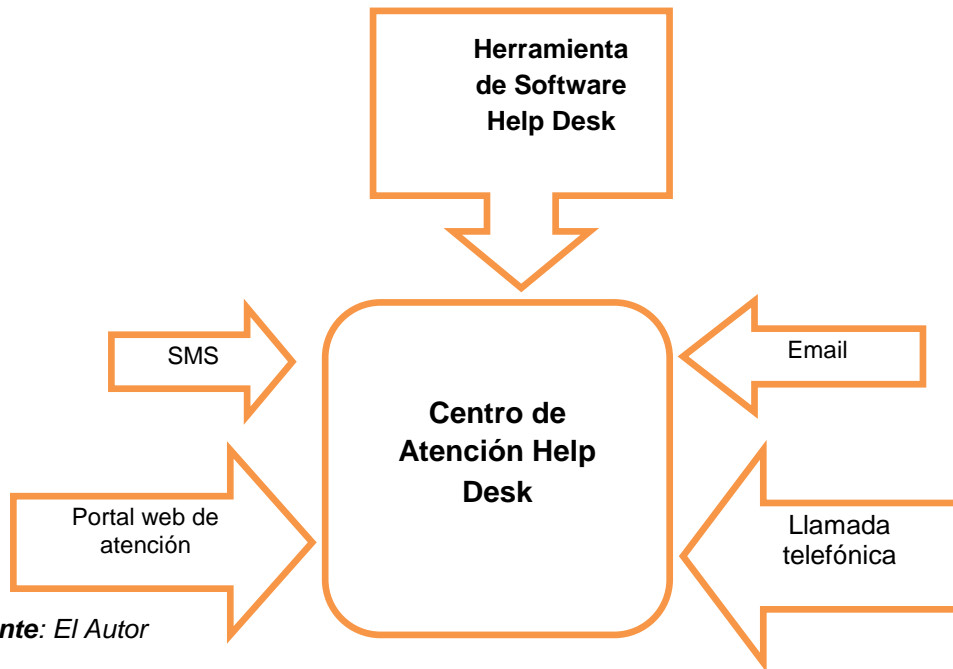 Herramienta
de Software
Help Desk
SMS
Email
Centro de
Atención Help
Desk
Portal web de
atención
Llamada
telefónica
nte: El Autor